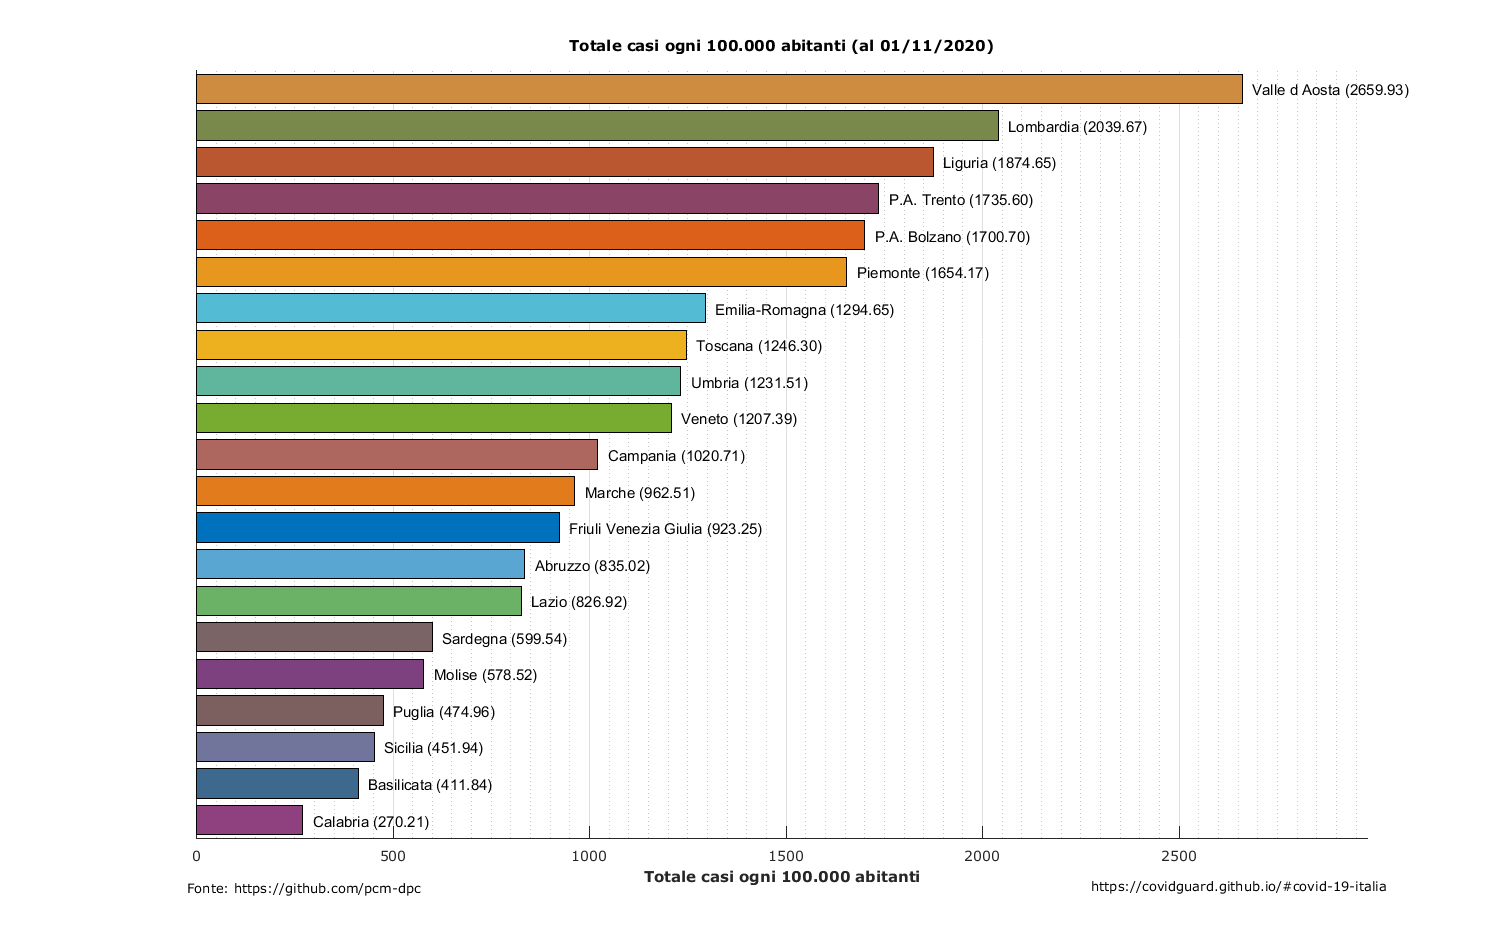 Totale casi ogni 100.000 abitanti (al 01/11/2020)
Valle d Aosta (2659.93)
Lombardia (2039.67)
Liguria (1874.65)
P.A. Trento (1735.60)
P.A. Bolzano (1700.70)
Piemonte (1654.17)
Emilia-Romagna (1294.65)
Toscana (1246.30)
Umbria (1231.51)
Veneto (1207.39)
Campania (1020.71)
Marche (962.51)
Friuli Venezia Giulia (923.25)
Abruzzo (835.02)
Lazio (826.92)
Sardegna (599.54)
Molise (578.52)
Puglia (474.96)
Sicilia (451.94)
Basilicata (411.84)
Calabria (270.21)
0 500 1000 1500 2000 2500
Totale casi ogni 100.000 abitanti
Fonte: https://github.com/pcm-dpc
https://covidguard.github.io/#covid-19-italia